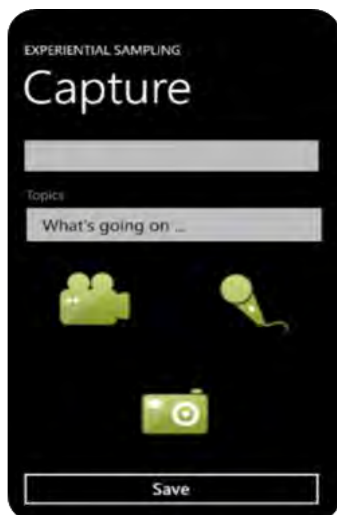 EXPERIENTIAL SAMPLING
Capture
Topics
What's going on ...
Save